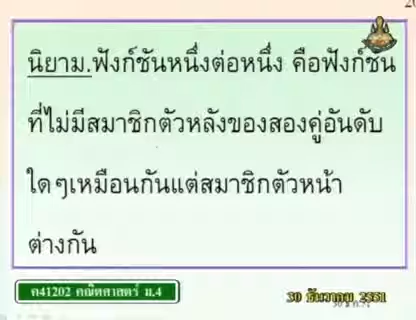 นิยาม.ฟังก์ชันหนึ่งต่อหนึ่ง คือฟังก์ชัน
ที่ไม่มีสมาชิกตัวหลังของสองคู่อันดับ
ใดๆเหมือนกันแต่สมาชิกตัวหน้า
ต่างกัน
ค41202 คณิตศาสตร์ ม.4
30 ธันวาคม 2551